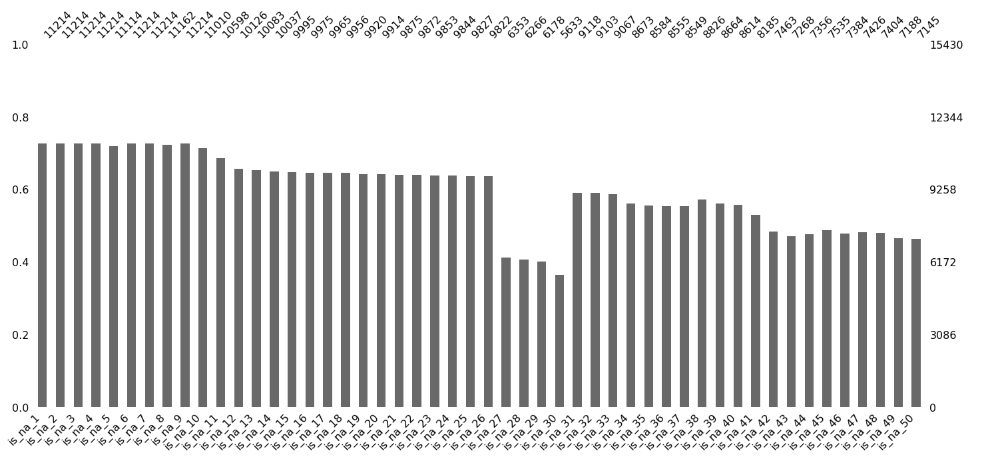 11214
11214
11214
11214
11114
11214
11214
11162
11214
11010
10598
10126
10083
10037
9995
9975
9965
9956
9920
9914
9875
9872
9853
9844
9827
9822
6353
6266
6178
5633
9118
9103
9067
8673
8584
8555
8549
8826
8664
8614
8185
7463
7268
7356
7535
7384
7426
7404
7188
7145
1.0
0.8
0.6
0.4
0.2
0.0
15430
12344
9258
6172
3086
0
is_na_1
is_na_2
is_na_3
is_na_4
is_na_5
is_na_6
is_na_7
is_na_8
is_na_9
is_na_10
is_na_11
is_na_12
is_na_13
is_na_14
is_na_15
is_na_16
is_na_17
is_na_18
is_na_19
is_na_20
is_na_21
is_na_22
is_na_23
is_na_24
is_na_25
is_na_26
is_na_27
is_na_28
is_na_29
is_na_30
is_na_31
is_na_32
is_na_33
is_na_34
is_na_35
is_na_36
is_na_37
is_na_38
is_na_39
is_na_40
is_na_41
is_na_42
is_na_43
is_na_44
is_na_45
is_na_46
is_na_47
is_na_48
is_na_49
is_na_50